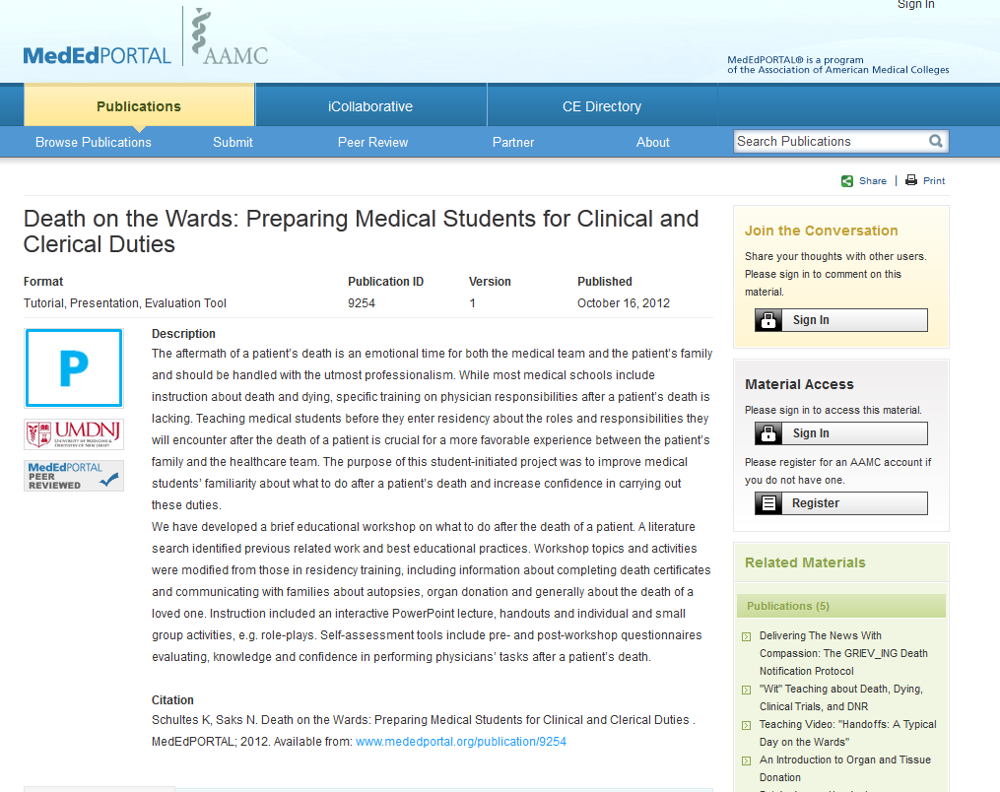 Sign In
MedEdPORTAL
AAMC
MedEdPORTAL® is a program
of the Association of American Medical Colleges
Publications
iCollaborative
CE Directory
Browse Publications
Submit
Peer Review
Partner
About
Search Publications
Share | Print
Death on the Wards: Preparing Medical Students for Clinical and
Clerical Duties
Format
Publication ID
Version
Published
Tutorial, Presentation, Evaluation Tool
9254
1
October 16, 2012
P
UMDNJ
UNIVERSITY OF MEDICINE &
DENTISTRY OF NEW JERSEY
MedEdPORTAL
PEER
REVIEWED
Description
The aftermath of a patient's death is an emotional time for both the medical team and the patient's family
and should be handled with the utmost professionalism. While most medical schools include
instruction about death and dying, specific training on physician responsibilities after a patient's death is
lacking. Teaching medical students before they enter residency about the roles and responsibilities they
will encounter after the death of a patient is crucial for a more favorable experience between the patient's
family and the healthcare team. The purpose of this student-initiated project was to improve medical
students' familiarity about what to do after a patient's death and increase confidence in carrying out
these duties.
We have developed a brief educational workshop on what to do after the death of a patient. A literature
search identified previous related work and best educational practices. Workshop topics and activities
were modified from those in residency training, including information about completing death certificates
and communicating with families about autopsies, organ donation and generally about the death of a
loved one. Instruction included an interactive PowerPoint lecture, handouts and individual and small
group activities, e.g. role-plays. Self-assessment tools include pre- and post-workshop questionnaires
evaluating, knowledge and confidence in performing physicians' tasks after a patient's death.
Citation
Schultes K, Saks N. Death on the Wards: Preparing Medical Students for Clinical and Clerical Duties .
MedEdPORTAL; 2012. Available from: www.mededportal.org/publication/9254
Join the Conversation
Share your thoughts with other users.
Please sign in to comment on this
material.
Sign In
Material Access
Please sign in to access this material.
Sign In
Please register for an AAMC account if
you do not have one.
Register
Related Materials
Publications (5)
Delivering The News With
Compassion: The GRIEV_ING Death
Notification Protocol
"Wit" Teaching about Death, Dying,
Clinical Trials, and DNR
Teaching Video: "Handoffs: A Typical
Day on the Wards"
An Introduction to Organ and Tissue
Donation